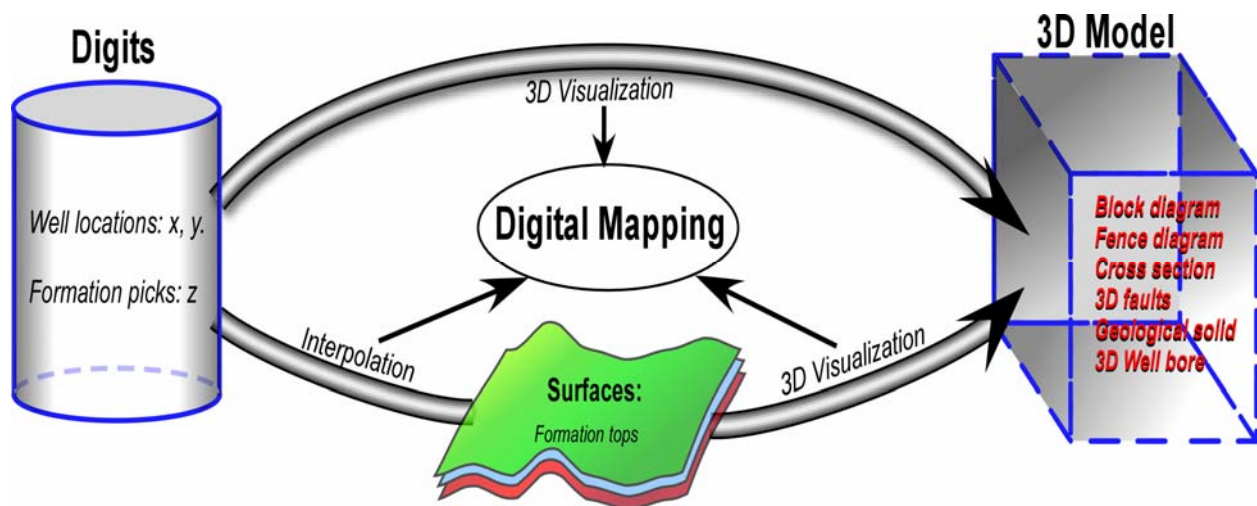 Digits
Well locations: x, y.
Formation picks: z
3D Visualization
Digital Mapping
Interpolation
Surfaces:
Formation tops
3D Visualization
3D Model
Block diagram
Fence diagram
Cross section
3D faults
Geological solid
3D Well bore